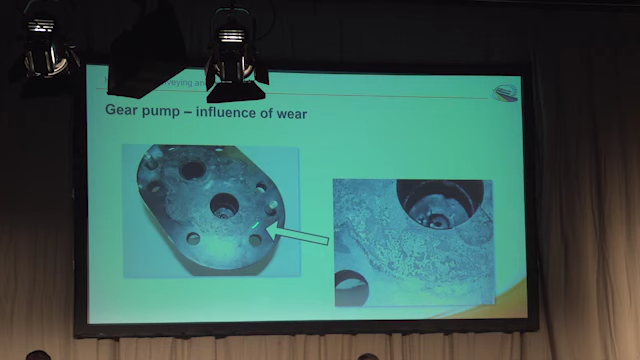 Gear pump – influence of wear